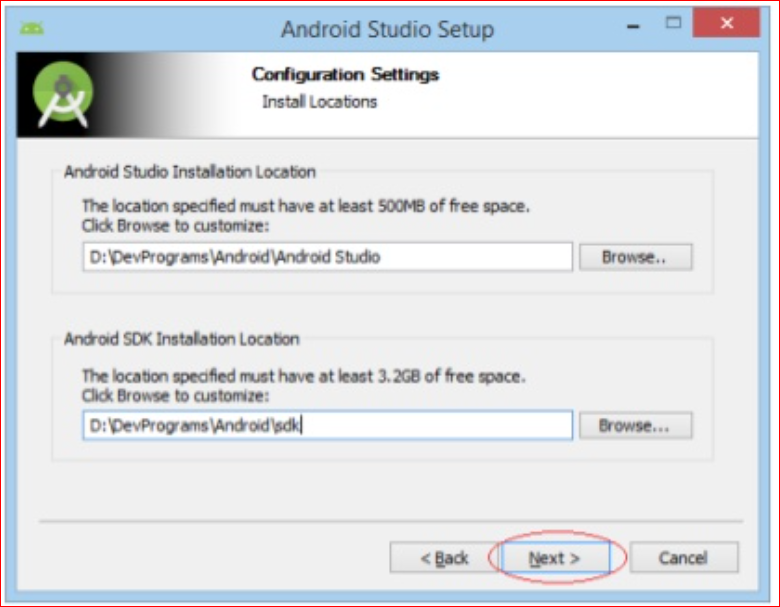 Android Studio Setup
Configuration Settings
Install Locations
Android Studio Installation Location
The location specified must have at least 500MB of free space.
Click Browse to customize:
D:\DevPrograms\Android\Android Studio
Browse..
Android SDK Installation Location
The location specified must have at least 3.2GB of free space.
Click Browse to customize:
D:\DevPrograms\Android\sdk
Browse...
< Back Next > Cancel